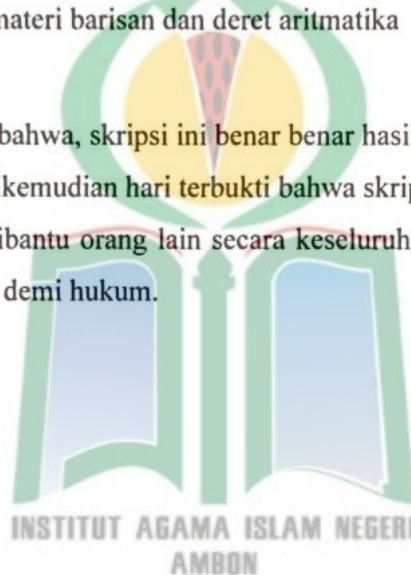 materi barisan dan deret aritmatika
bahwa, skripsi ini benar benar hasi
kemudian hari terbukti bahwa skrip
ibantu orang lain secara keseluruh
demi hukum.
INSTITUT AGAMA ISLAM NEGERI
AMBON